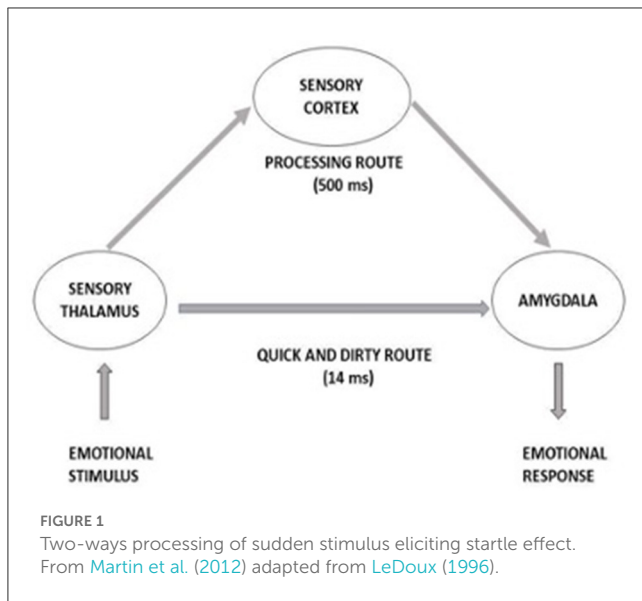 SENSORY
CORTEX
PROCESSING ROUTE
(500 ms)
SENSORY
THALAMUS
AMYGDALA
QUICK AND DIRTY ROUTE
(14 ms)
EMOTIONAL
STIMULUS
EMOTIONAL
RESPONSE
FIGURE 1
Two-ways processing of sudden stimulus eliciting startle effect.
From Martin et al. (2012) adapted from LeDoux (1996).